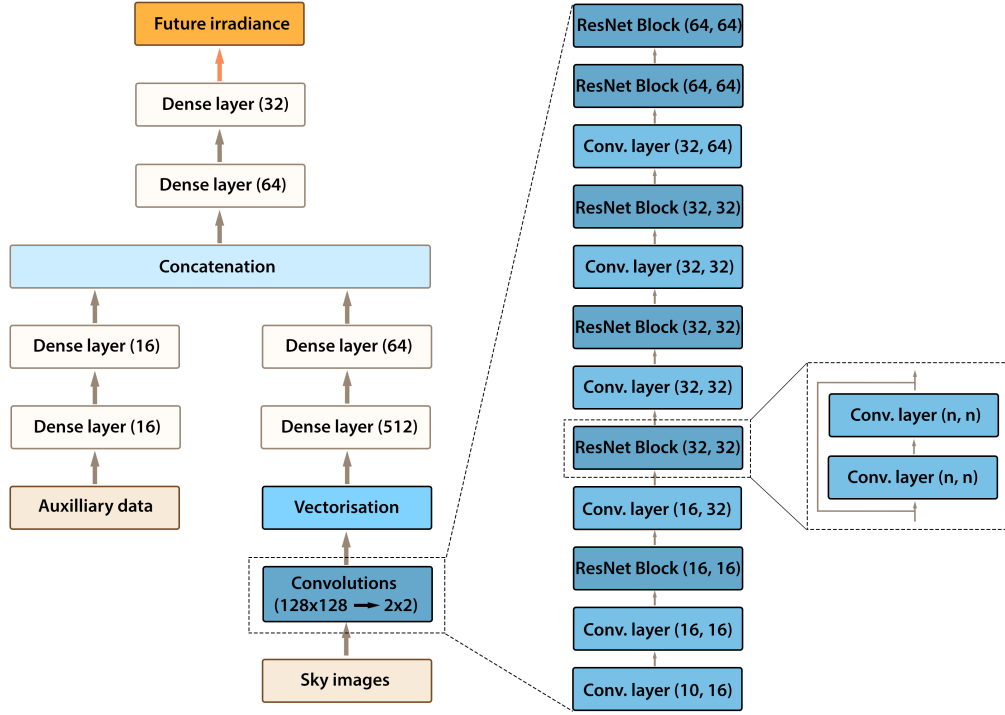 Future irradiance
Dense layer (32)
Dense layer (64)
Concatenation
Dense layer (16)
Dense layer (16)
Auxilliary data
Dense layer (64)
Dense layer (512)
Vectorisation
Convolutions
(128x128 → 2x2)
Sky images
ResNet Block (64, 64)
ResNet Block (64, 64)
Conv. layer (32, 64)
ResNet Block (32, 32)
Conv. layer (32, 32)
ResNet Block (32, 32)
Conv. layer (32, 32)
ResNet Block (32, 32)
Conv. layer (16, 32)
ResNet Block (16, 16)
Conv. layer (16, 16)
Conv. layer (10, 16)
Conv. layer (n, n)
Conv. layer (n, n)